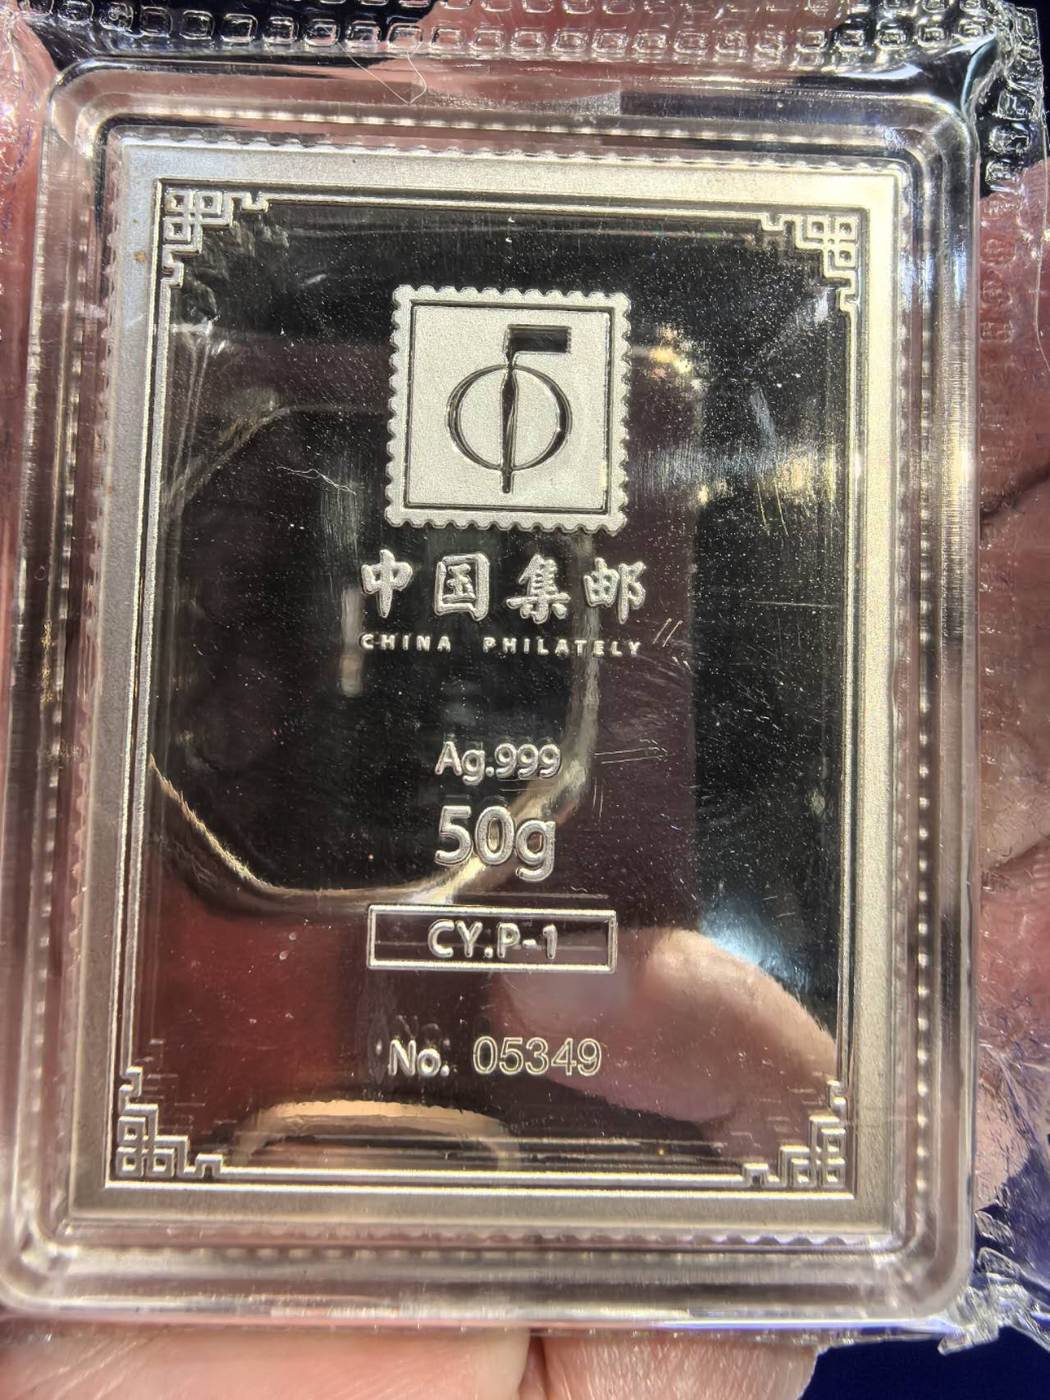 中国集邮
CHINA PHILATELY
Ag.999
50g
CY.P-1
No. 05349